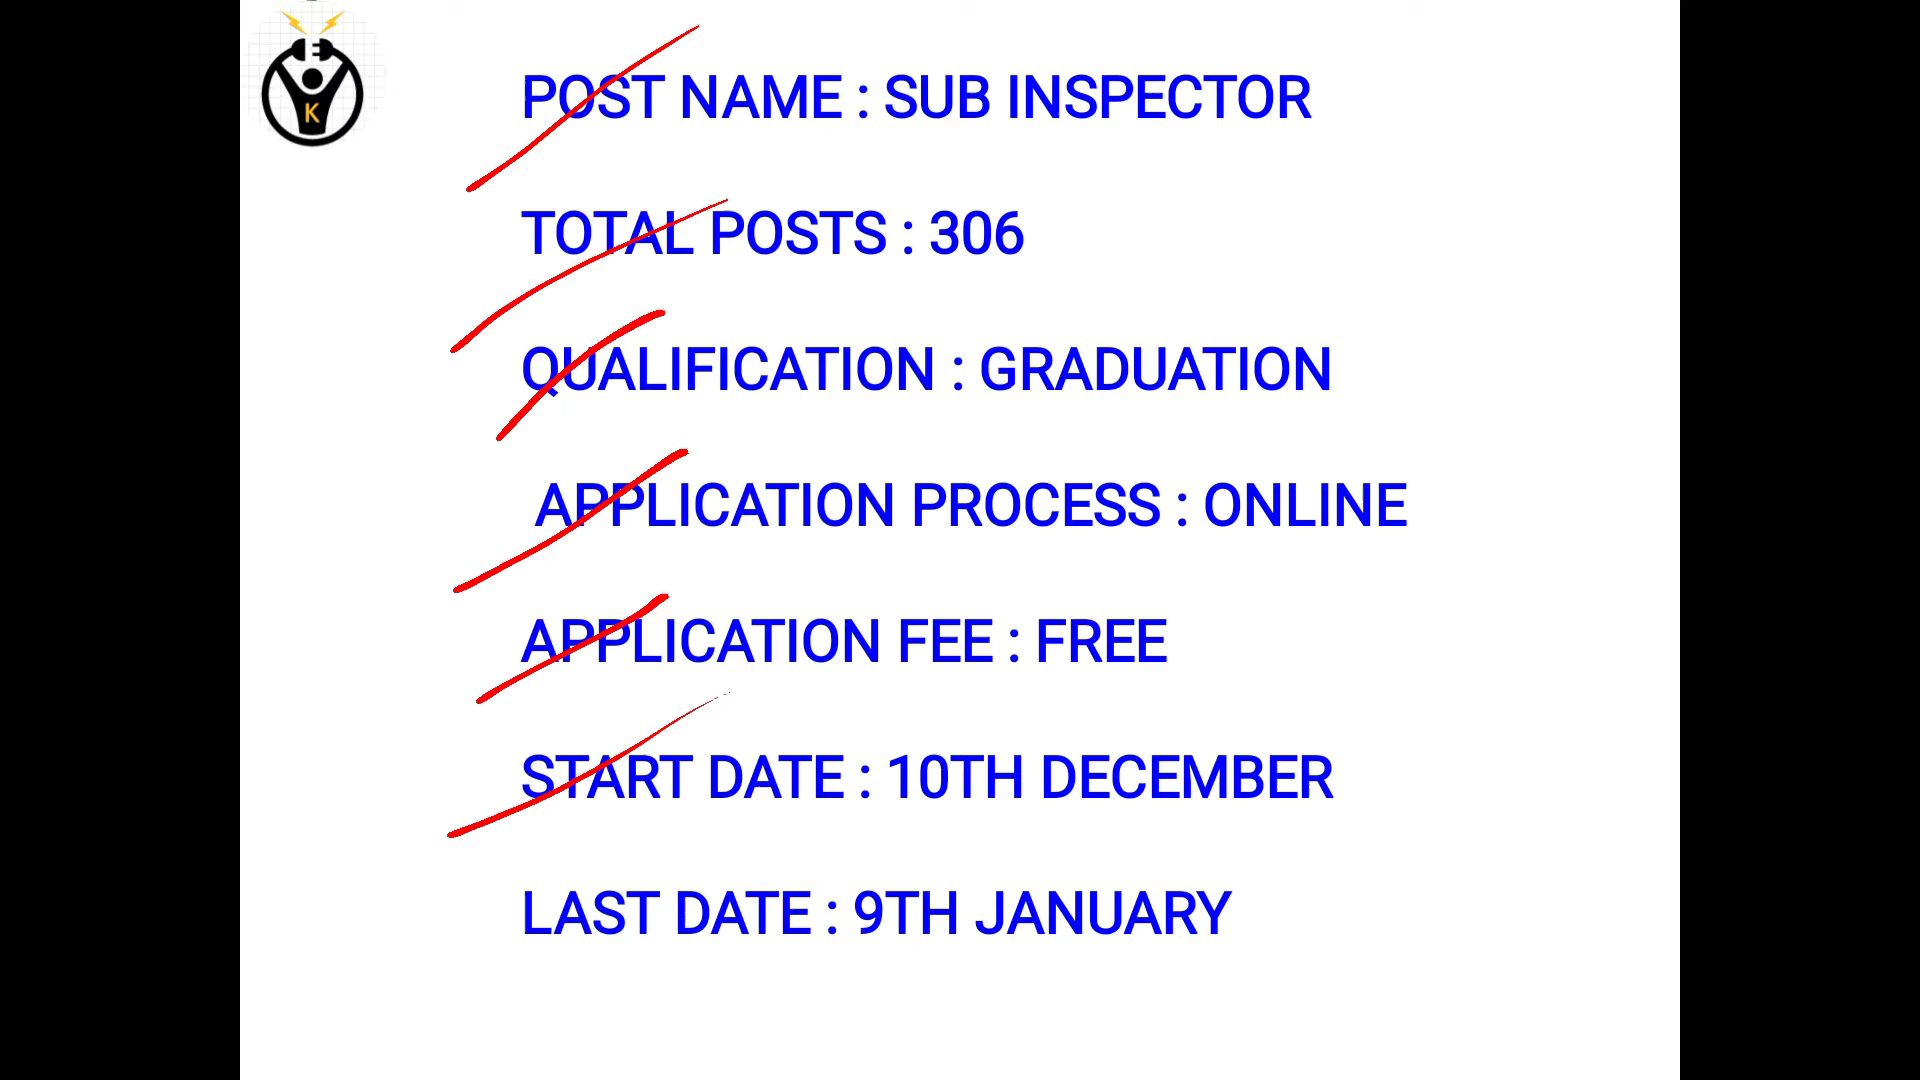 K
POST NAME : SUB INSPECTOR
TOTAL POSTS : 306
QUALIFICATION : GRADUATION
APPLICATION PROCESS : ONLINE
APPLICATION FEE : FREE
START DATE : 10TH DECEMBER
LAST DATE : 9TH JANUARY